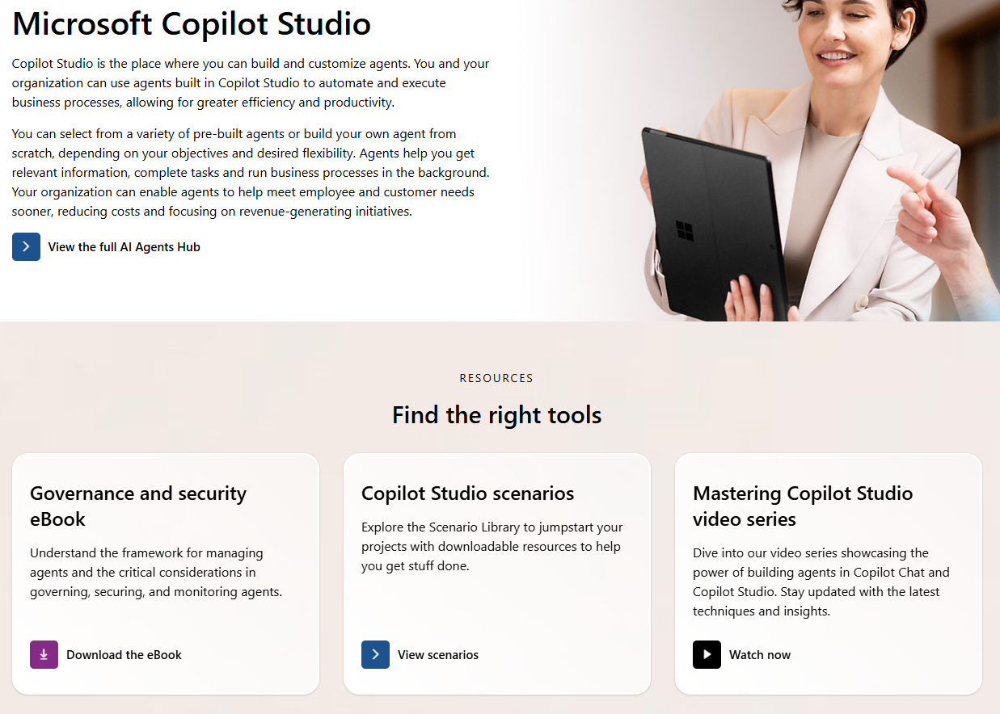 Microsoft Copilot Studio
Copilot Studio is the place where you can build and customize agents. You and your
organization can use agents built in Copilot Studio to automate and execute
business processes, allowing for greater efficiency and productivity.
You can select from a variety of pre-built agents or build your own agent from
scratch, depending on your objectives and desired flexibility. Agents help you get
relevant information, complete tasks and run business processes in the background.
Your organization can enable agents to help meet employee and customer needs
sooner, reducing costs and focusing on revenue-generating initiatives.
View the full AI Agents Hub
RESOURCES
Find the right tools
Governance and security
eBook
Understand the framework for managing
agents and the critical considerations in
governing, securing, and monitoring agents.
Download the eBook
Copilot Studio scenarios
Explore the Scenario Library to jumpstart your
projects with downloadable resources to help
you get stuff done.
View scenarios
Mastering Copilot Studio
video series
Dive into our video series showcasing the
power of building agents in Copilot Chat and
Copilot Studio. Stay updated with the latest
techniques and insights.
Watch now